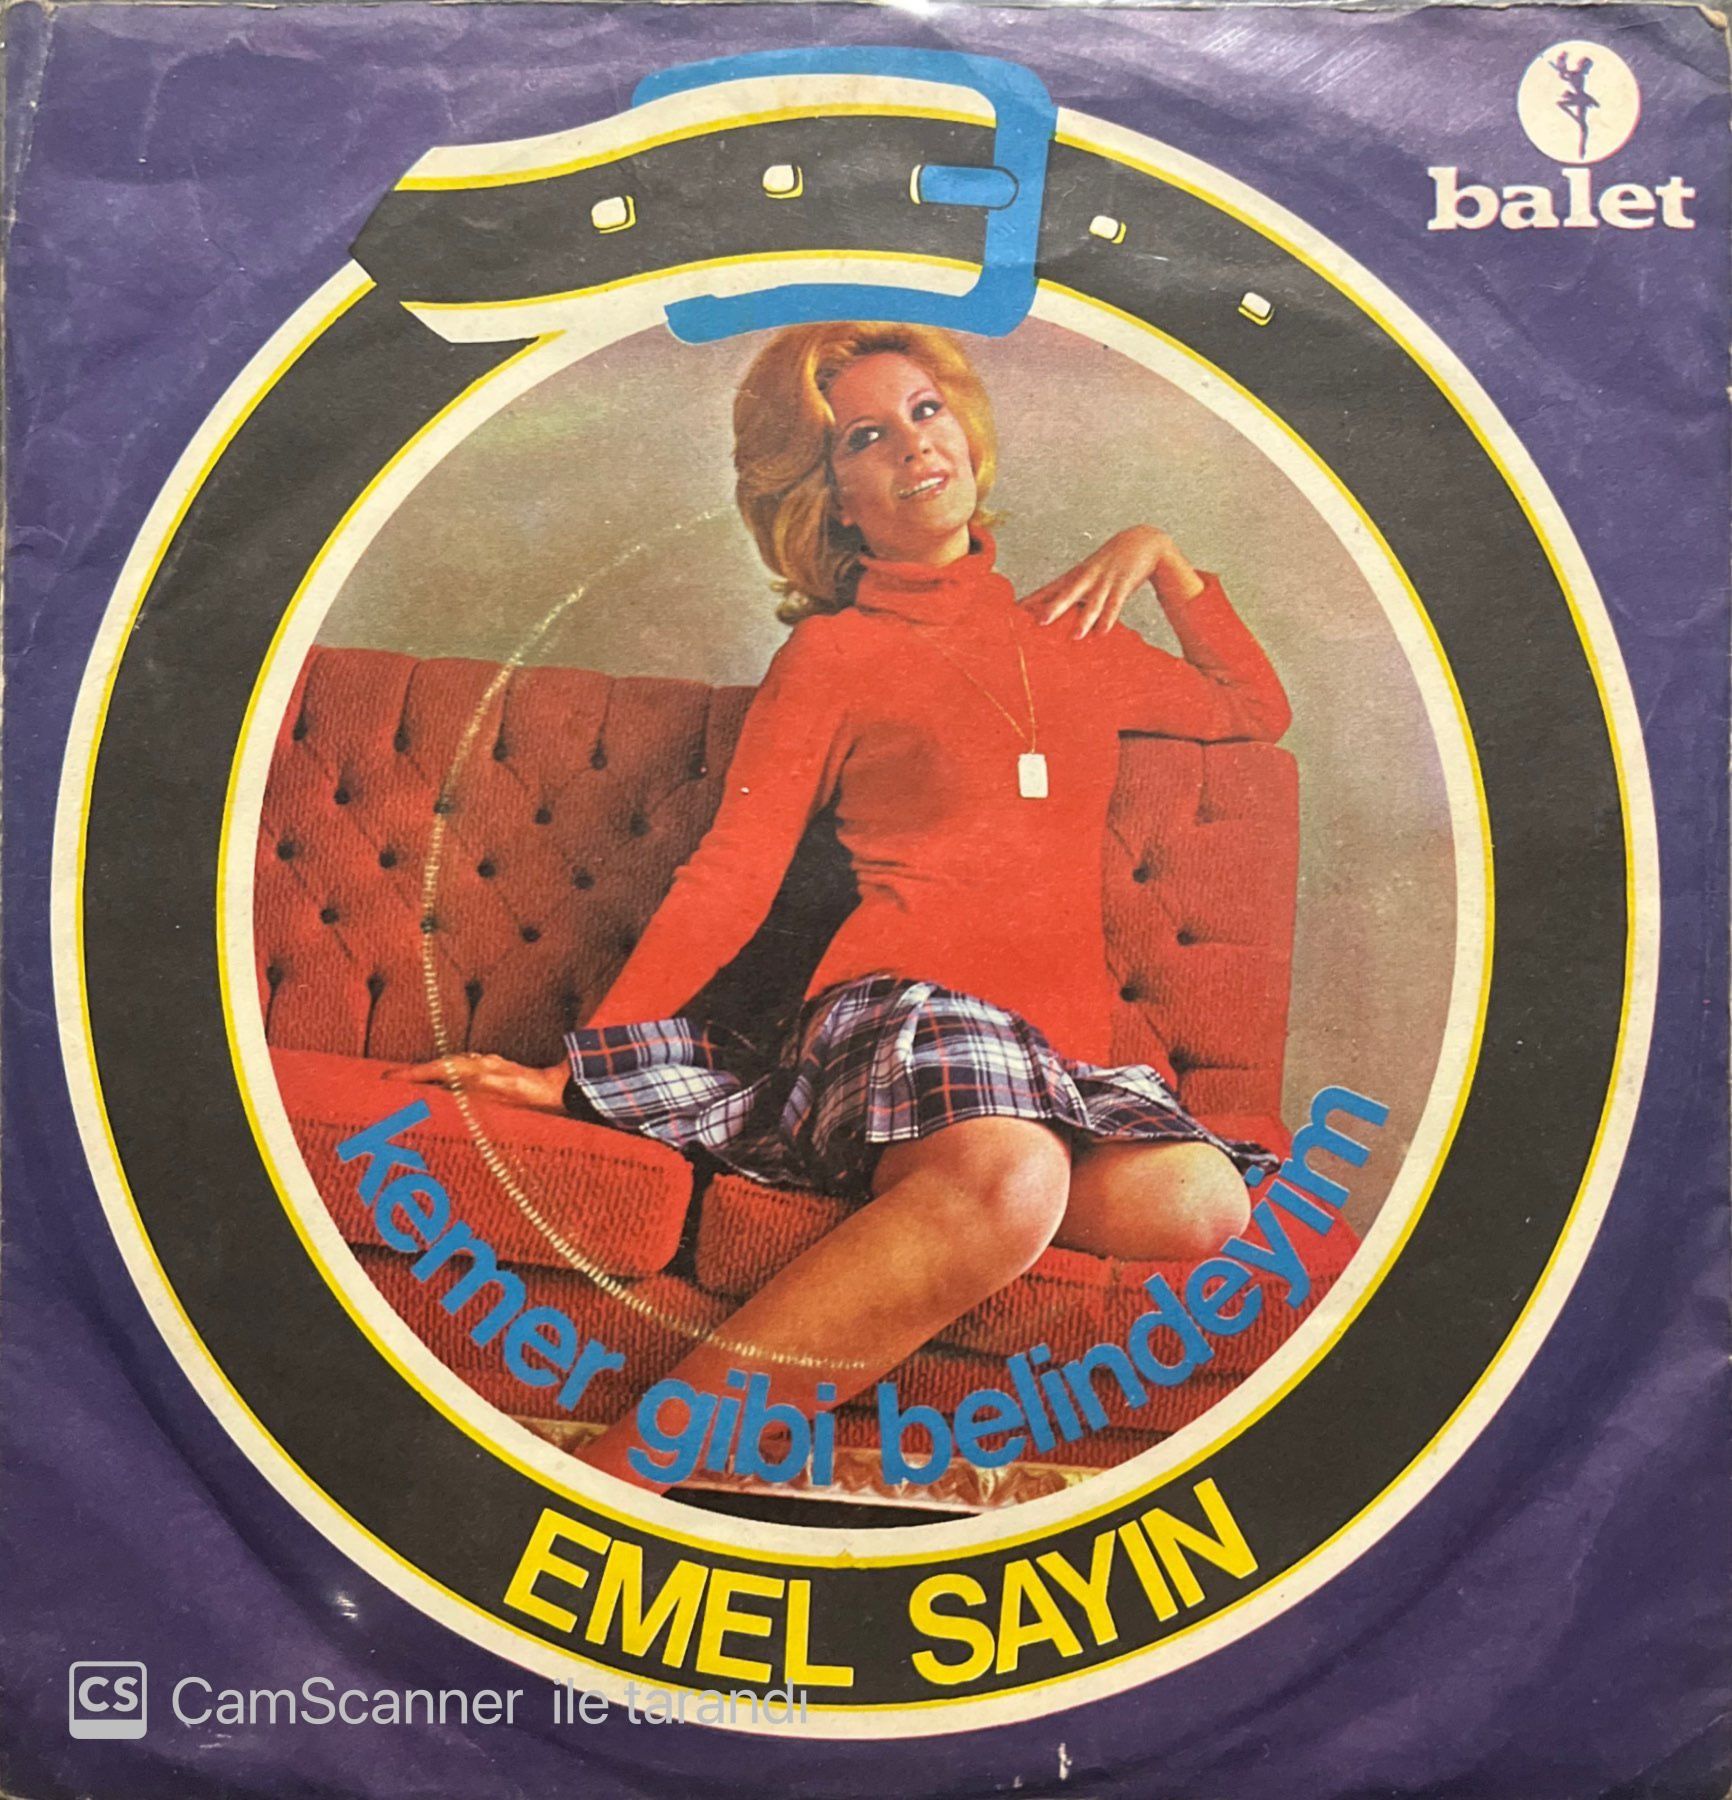 balet
kemer gibi belindeyim
EMEL SAYIN
CS CamScanner ile tarandı